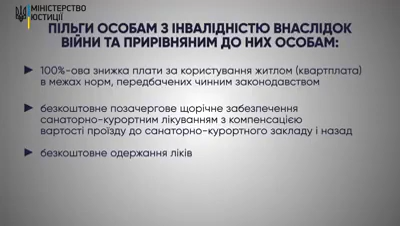 МІНІСТЕРСТВО
ЮСТИЦІЇ
ПІЛЬГИ ОСОБАМ З ІНВАЛІДНІСТЮ ВНАСЛІДОК
ВІЙНИ ТА ПРИРІВНЯНИМ ДО НИХ ОСОБАМ:
100%-ова знижка плати за користування житлом (квартплата)
в межах норм, передбачених чинним законодавством
безкоштовне позачергове щорічне забезпечення
санаторно-курортним лікуванням з компенсацією
вартості проїзду до санаторно-курортного закладу і назад
безкоштовне одержання ліків